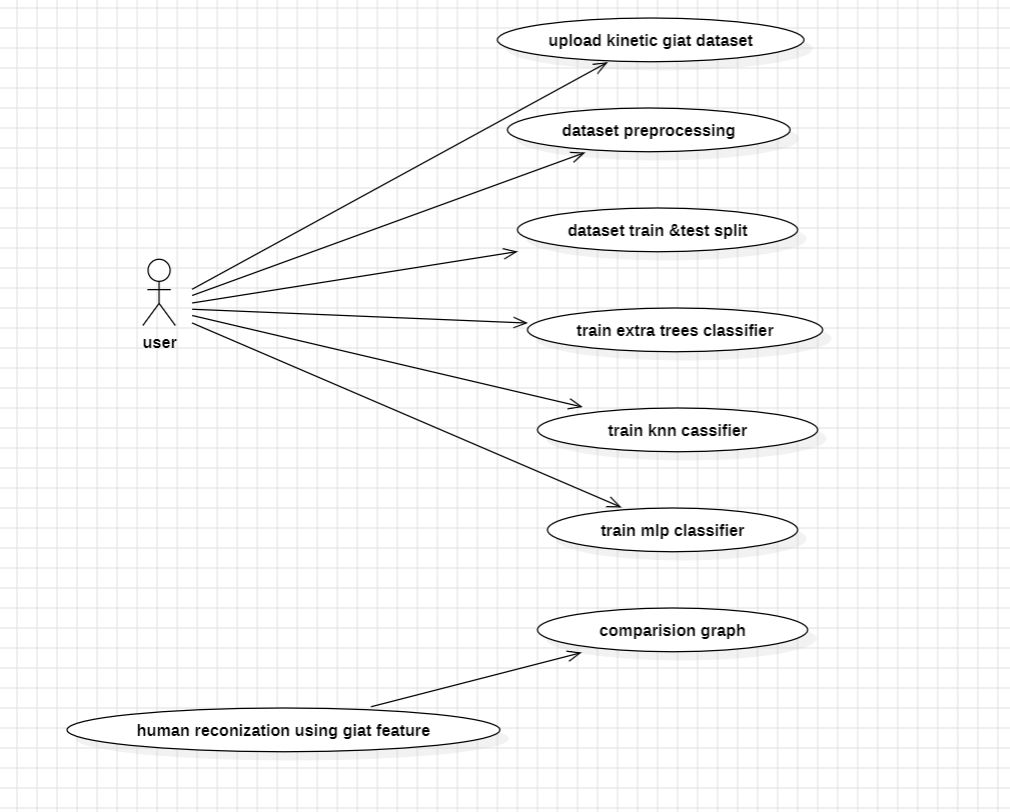 upload kinetic giat dataset
dataset preprocessing
dataset train &test split
train extra trees classifier
user
train knn cassifier
train mlp classifier
comparision graph
human reconization using giat feature